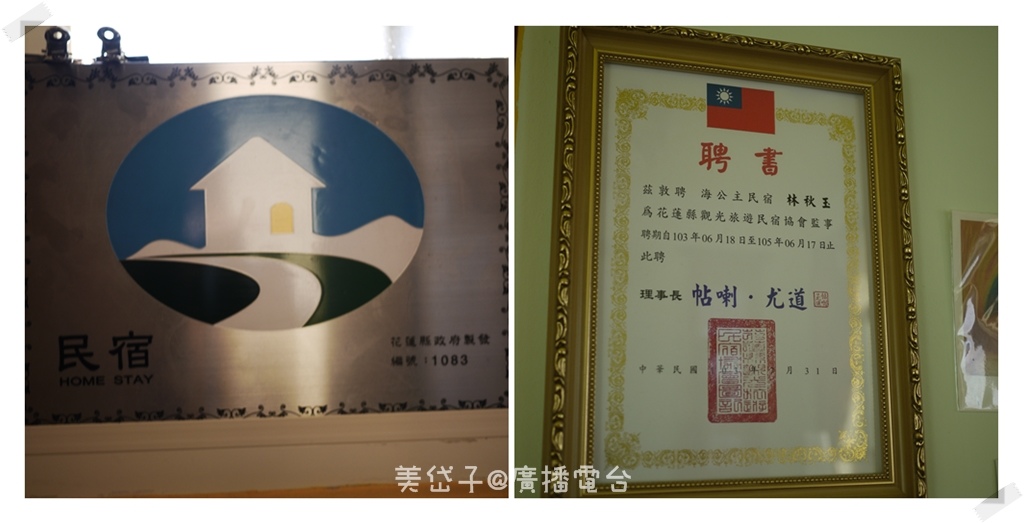 民宿
HOME STAY
花蓮縣政府製發
編號：1083
聘書
茲敦聘 海公主民宿 林秋玉
為花蓮縣觀光旅遊民宿協會監事
聘期自103年06月18日至105年06月17日止
此聘
理事長 帖喇·尤道
中華民國 年 月31日
美岱子@廣播電台